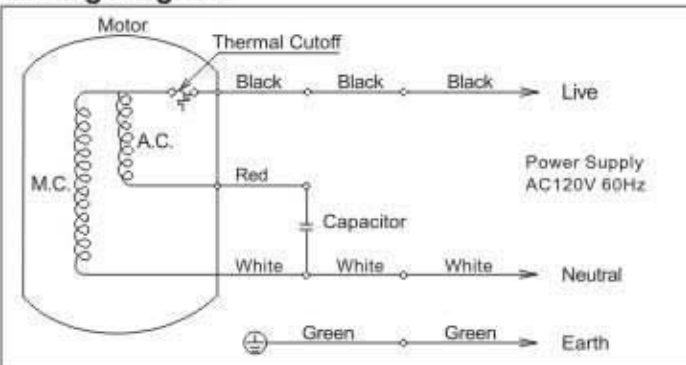 Motor
Thermal Cutoff
Black Black Black Live
A.C.
M.C.
Power Supply
AC120V 60Hz
Red
Capacitor
White White White Neutral
Green Green Earth